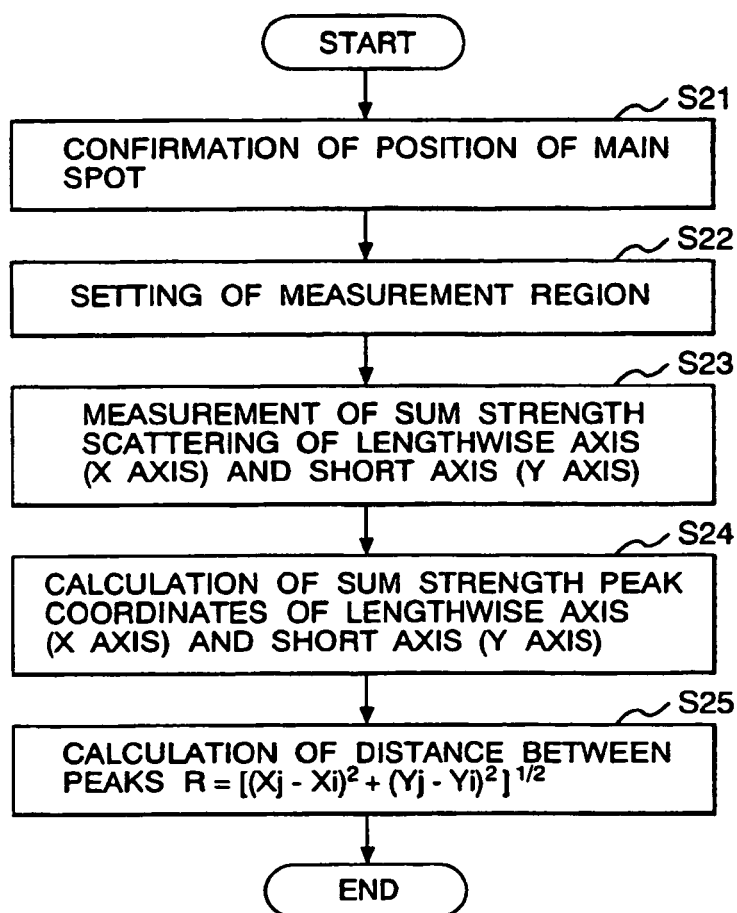 START
S21
CONFIRMATION OF POSITION OF MAIN
SPOT
S22
SETTING OF MEASUREMENT REGION
S23
MEASUREMENT OF SUM STRENGTH
SCATTERING OF LENGTHWISE AXIS
(X AXIS) AND SHORT AXIS (Y AXIS)
S24
CALCULATION OF SUM STRENGTH PEAK
COORDINATES OF LENGTHWISE AXIS
(X AXIS) AND SHORT AXIS (Y AXIS)
S25
CALCULATION OF DISTANCE BETWEEN
PEAKS R = [(Xj - Xi)² + (Yj - Yi)²]¹/²
END